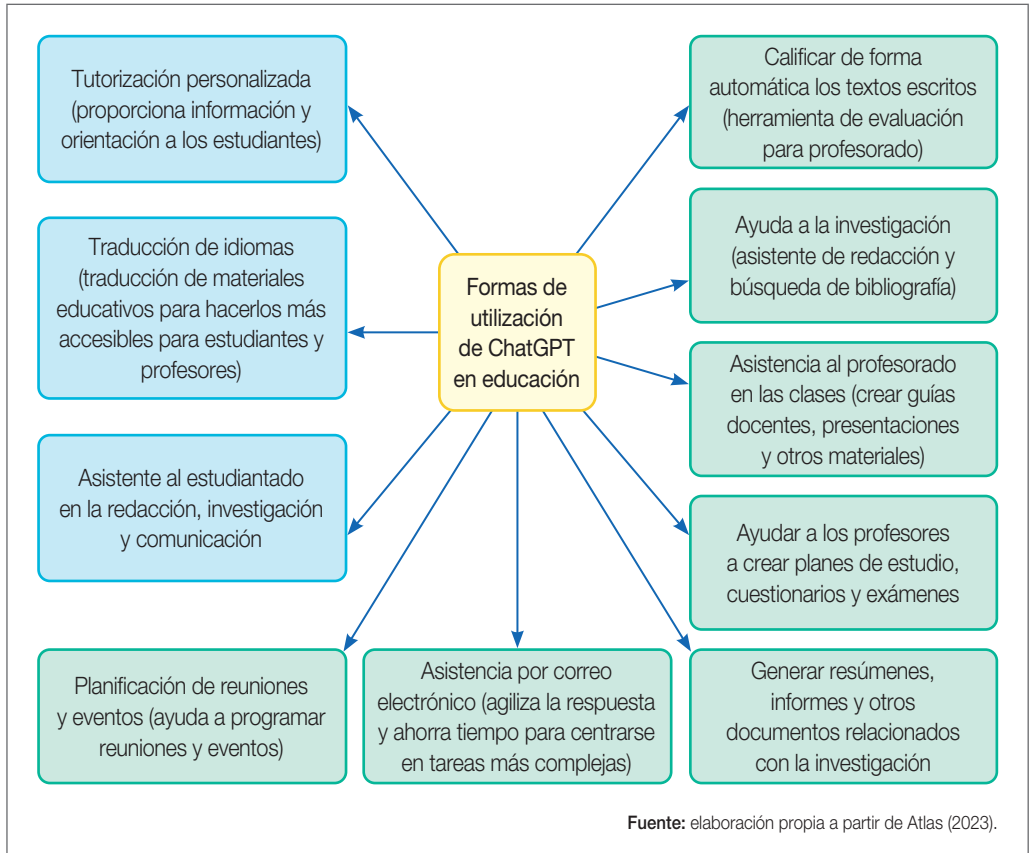 Tutorización personalizada
(proporciona información y
orientación a los estudiantes)
Traducción de idiomas
(traducción de materiales
educativos para hacerlos más
accesibles para estudiantes y
profesores)
Asistente al estudiantado
en la redacción, investigación
y comunicación
Formas de
utilización
de ChatGPT
en educación
Calificar de forma
automática los textos escritos
(herramienta de evaluación
para profesorado)
Ayuda a la investigación
(asistente de redacción y
búsqueda de bibliografía)
Asistencia al profesorado
en las clases (crear guías
docentes, presentaciones
y otros materiales)
Ayudar a los profesores
a crear planes de estudio,
cuestionarios y exámenes
Planificación de reuniones
y eventos (ayuda a programar
reuniones y eventos)
Asistencia por correo
electrónico (agiliza la respuesta
y ahorra tiempo para centrarse
en tareas más complejas)
Generar resúmenes,
informes y otros
documentos relacionados
con la investigación
Fuente: elaboración propia a partir de Atlas (2023).